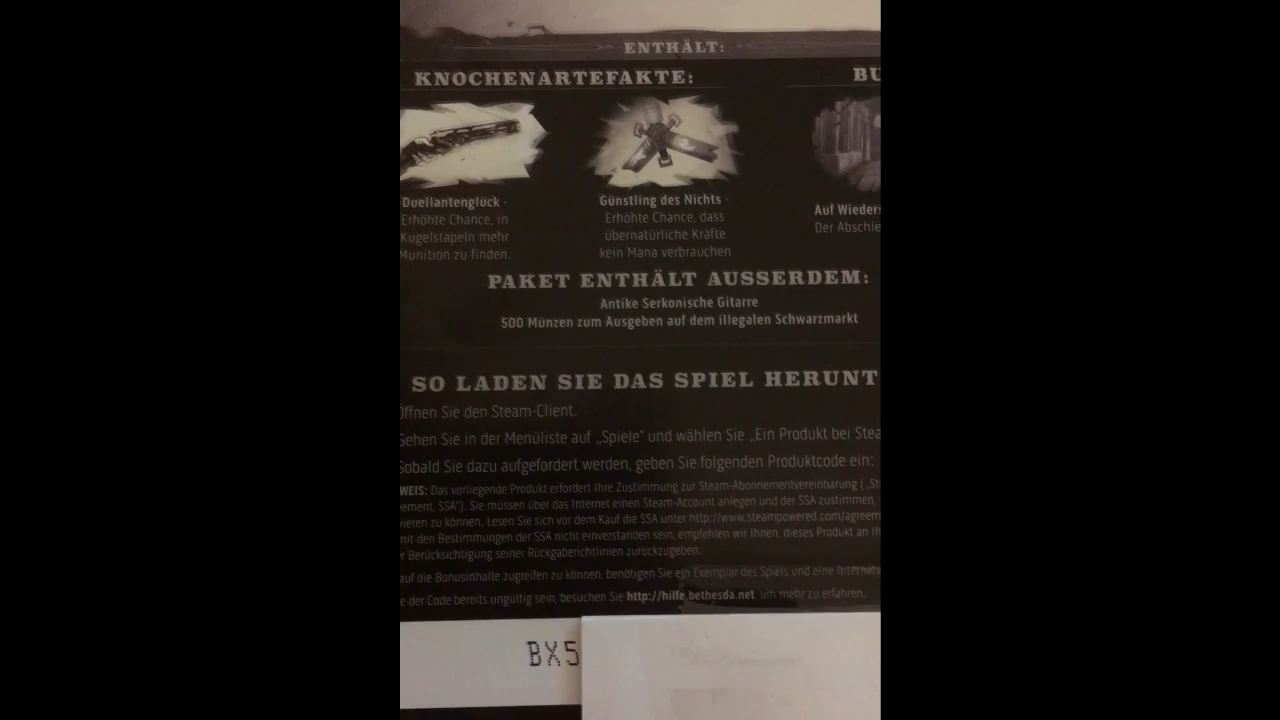 ENTHÄLT:
KNOCHENARTEFAKTE:
BU
Duellantenglück -
Erhöhte Chance, in
Kugelstapeln mehr
Munition zu finden.
Günstling des Nichts -
Erhöhte Chance, dass
übernatürliche Kräfte
kein Mana verbrauchen
Auf Wieders
Der Abschie
PAKET ENTHÄLT AUSSERDEM:
Antike Serkonische Gitarre
500 Münzen zum Ausgeben auf dem illegalen Schwarzmarkt
SO LADEN SIE DAS SPIEL HERUNT
Öffnen Sie den Steam-Client.
Gehen Sie in der Menüliste auf „Spiele" und wählen Sie „Ein Produkt bei Stea
Sobald Sie dazu aufgefordert werden, geben Sie folgenden Produktcode ein:
WEIS: Das vorliegende Produkt erfordert Ihre Zustimmung zur Steam-Abonnementvereinbarung („St
ement, SSA"). Sie müssen über das Internet einen Steam-Account anlegen und der SSA zustimmen,
vieren zu können. Lesen Sie sich vor dem Kauf die SSA unter http://www.steampowered.com/agreem
mit den Bestimmungen der SSA nicht einverstanden sein, empfehlen wir Ihnen, dieses Produkt an Ih
r Berücksichtigung seiner Rückgaberichtlinien zurückzugeben.
auf die Bonusinhalte zugreifen zu können, benötigen Sie ein Exemplar des Spiels und eine Internetv
e der Code bereits ungültig sein, besuchen Sie http://hilfe.bethesda.net, um mehr zu erfahren.
BX5